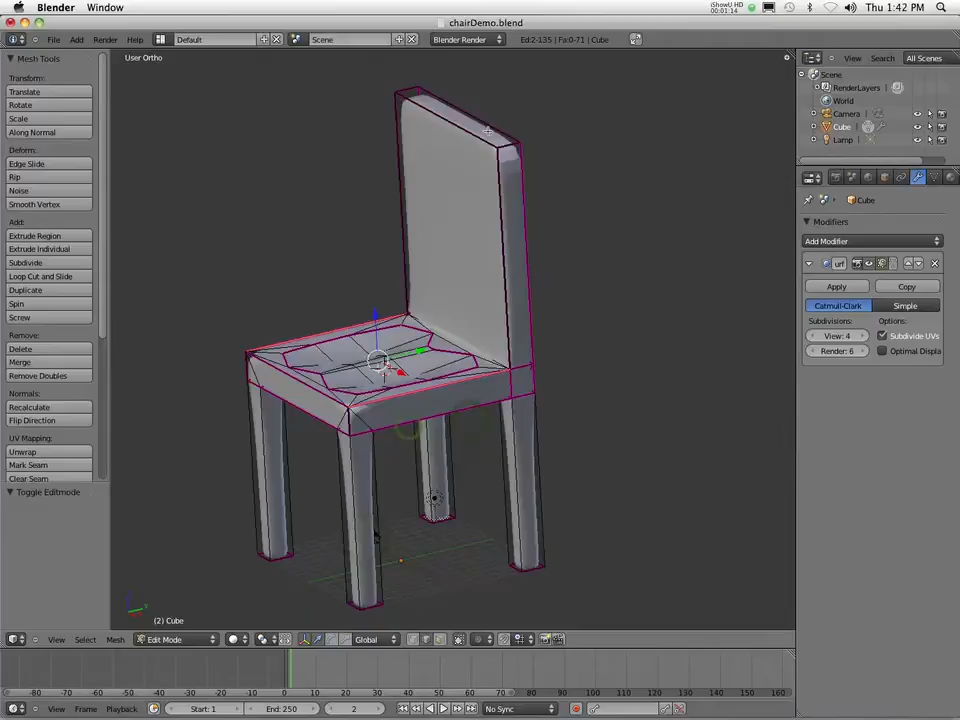 Blender Window iShowU HD 00:01:14 Thu 1:42 PM
chairDemo.blend
File Add Render Help Default Scene Blender Render Ed:2-135 | Fa:0-71 | Cube View Search All Scenes
Mesh Tools
User Ortho
Transform:
Translate
Rotate
Scale
Along Normal
Deform:
Edge Slide
Rip
Noise
Smooth Vertex
Add:
Extrude Region
Extrude Individual
Subdivide
Loop Cut and Slide
Duplicate
Spin
Screw
Remove:
Delete
Merge
Remove Doubles
Normals:
Recalculate
Flip Direction
UV Mapping:
Unwrap
Mark Seam
Clear Seam
Toggle Editmode
(2) Cube
Scene
RenderLayers
World
Camera
Cube
Lamp
Cube
Modifiers
Add Modifier
urf
Apply Copy
Catmull-Clark Simple
Subdivisions: Options:
View: 4 Subdivide UVs
Render: 6 Optimal Displa
View Select Mesh Edit Mode Global
-80 -70 -60 -50 -40 -30 -20 -10 0 10 20 30 40 50 60 70 80 90 100 110 120 130 140 150 160
View Frame Playback Start: 1 End: 250 2 No Sync